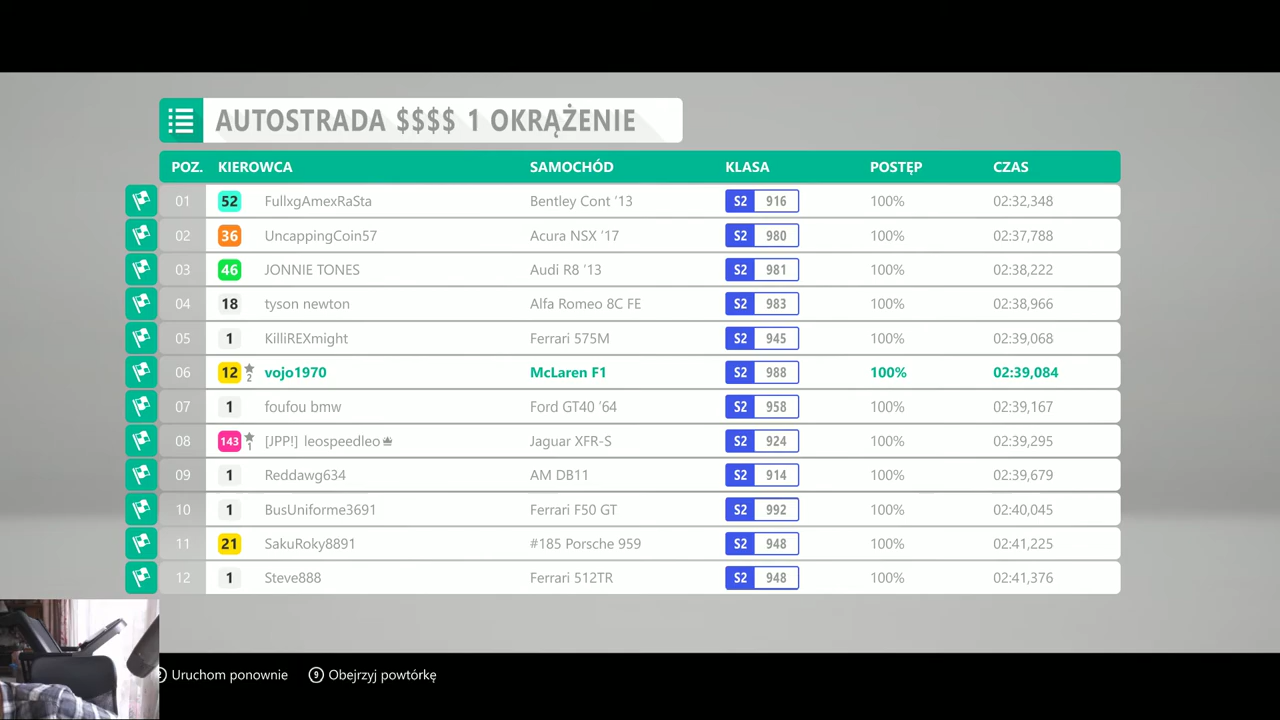 AUTOSTRADA $$$$ 1 OKRĄŻENIE
POZ. KIEROWCA SAMOCHÓD KLASA POSTĘP CZAS
01 52 FullxgAmexRaSta Bentley Cont '13 S2 916 100% 02:32,348
02 36 UncappingCoin57 Acura NSX '17 S2 980 100% 02:37,788
03 46 JONNIE TONES Audi R8 '13 S2 981 100% 02:38,222
04 18 tyson newton Alfa Romeo 8C FE S2 983 100% 02:38,966
05 1 KilliREXmight Ferrari 575M S2 945 100% 02:39,068
06 12 2 vojo1970 McLaren F1 S2 988 100% 02:39,084
07 1 foufou bmw Ford GT40 '64 S2 958 100% 02:39,167
08 143 1 [JPP!] leospeedleo Jaguar XFR-S S2 924 100% 02:39,295
09 1 Reddawg634 AM DB11 S2 914 100% 02:39,679
10 1 BusUniforme3691 Ferrari F50 GT S2 992 100% 02:40,045
11 21 SakuRoky8891 #185 Porsche 959 S2 948 100% 02:41,225
12 1 Steve888 Ferrari 512TR S2 948 100% 02:41,376
Uruchom ponownie 9 Obejrzyj powtórkę